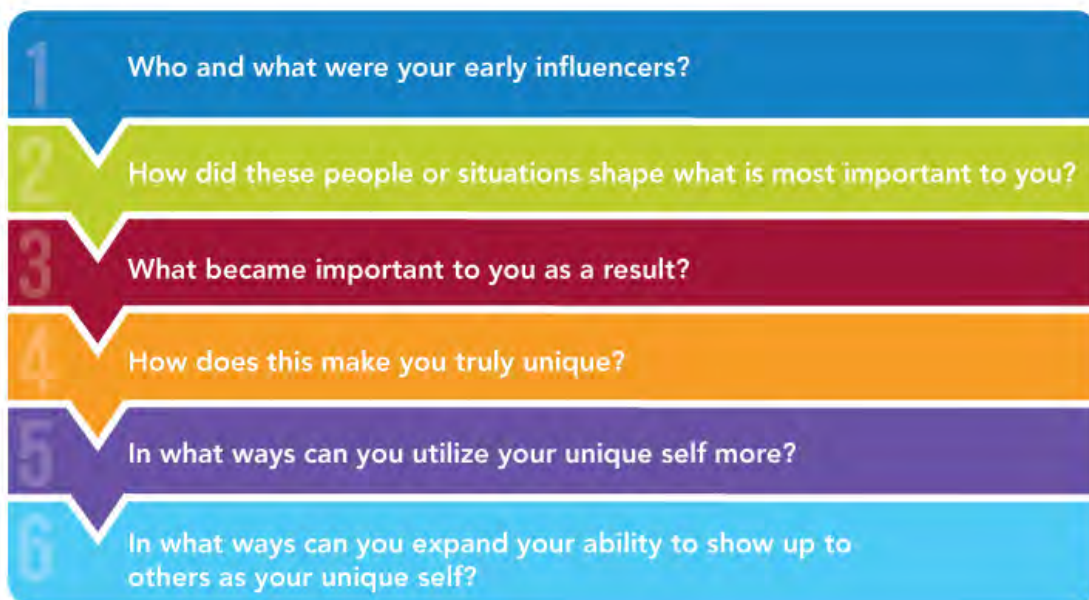 1
Who and what were your early influencers?
2
How did these people or situations shape what is most important to you?
3
What became important to you as a result?
4
How does this make you truly unique?
5
In what ways can you utilize your unique self more?
6
In what ways can you expand your ability to show up to
others as your unique self?